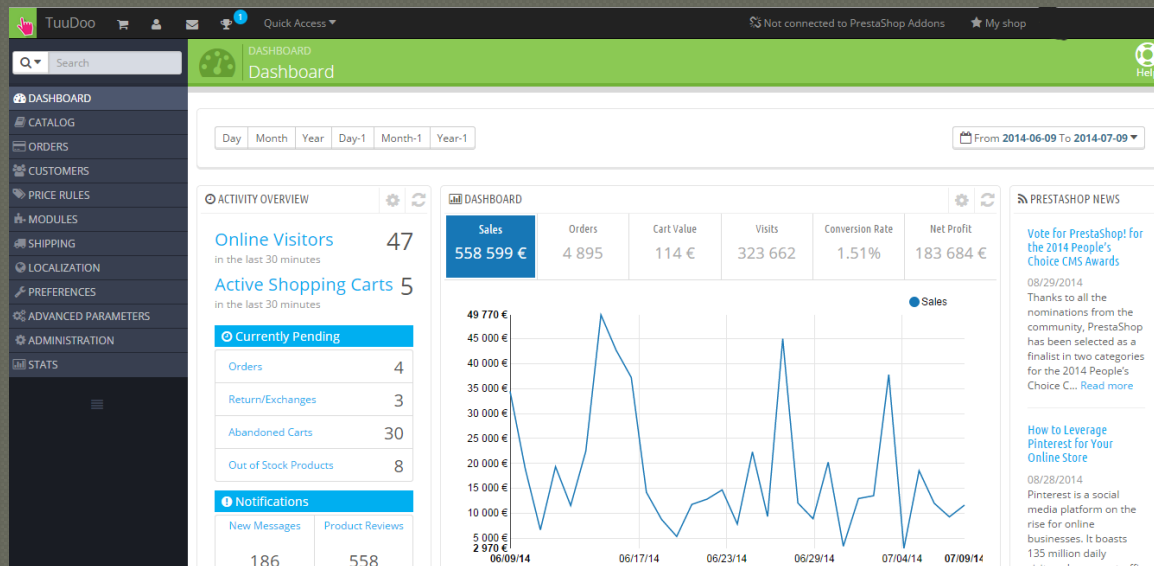 TuuDoo
1
Quick Access
Not connected to PrestaShop Addons
My shop
Search
DASHBOARD
Dashboard
Help
DASHBOARD
CATALOG
ORDERS
CUSTOMERS
PRICE RULES
MODULES
SHIPPING
LOCALIZATION
PREFERENCES
ADVANCED PARAMETERS
ADMINISTRATION
STATS
Day Month Year Day-1 Month-1 Year-1
From 2014-06-09 To 2014-07-09
ACTIVITY OVERVIEW
Online Visitors 47
in the last 30 minutes
Active Shopping Carts 5
in the last 30 minutes
Currently Pending
Orders 4
Return/Exchanges 3
Abandoned Carts 30
Out of Stock Products 8
Notifications
New Messages Product Reviews
186 558
DASHBOARD
Sales Orders Cart Value Visits Conversion Rate Net Profit
558 599 € 4 895 114 € 323 662 1.51% 183 684 €
Sales
49 770 €
45 000 €
40 000 €
35 000 €
30 000 €
25 000 €
20 000 €
15 000 €
10 000 €
5 000 €
2 970 €
06/09/14 06/17/14 06/23/14 06/29/14 07/04/14 07/09/14
PRESTASHOP NEWS
Vote for PrestaShop! for
the 2014 People's
Choice CMS Awards
08/29/2014
Thanks to all the
nominations from the
community, PrestaShop
has been selected as a
finalist in two categories
for the 2014 People's
Choice C... Read more
How to Leverage
Pinterest for Your
Online Store
08/28/2014
Pinterest is a social
media platform on the
rise for online
businesses. It boasts
135 million daily